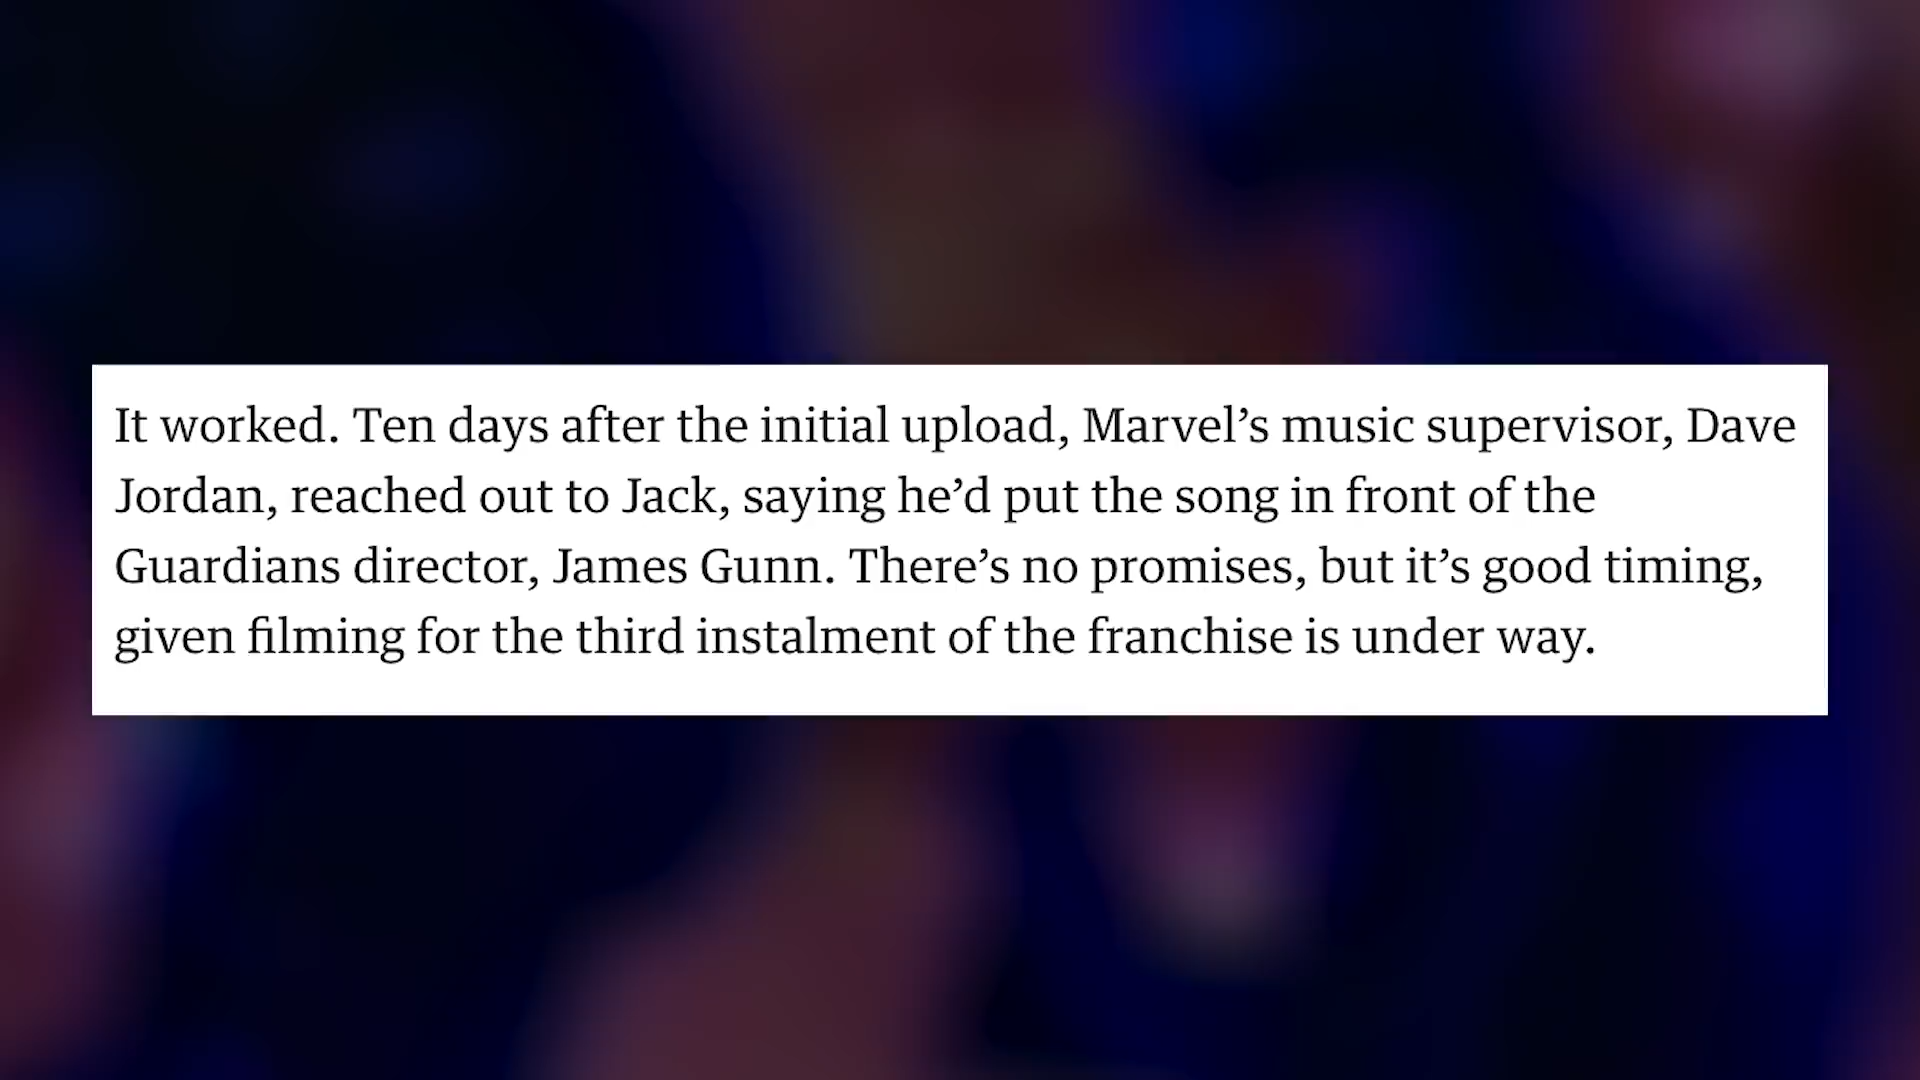 It worked. Ten days after the initial upload, Marvel’s music supervisor, Dave
Jordan, reached out to Jack, saying he’d put the song in front of the
Guardians director, James Gunn. There’s no promises, but it’s good timing,
given filming for the third instalment of the franchise is under way.